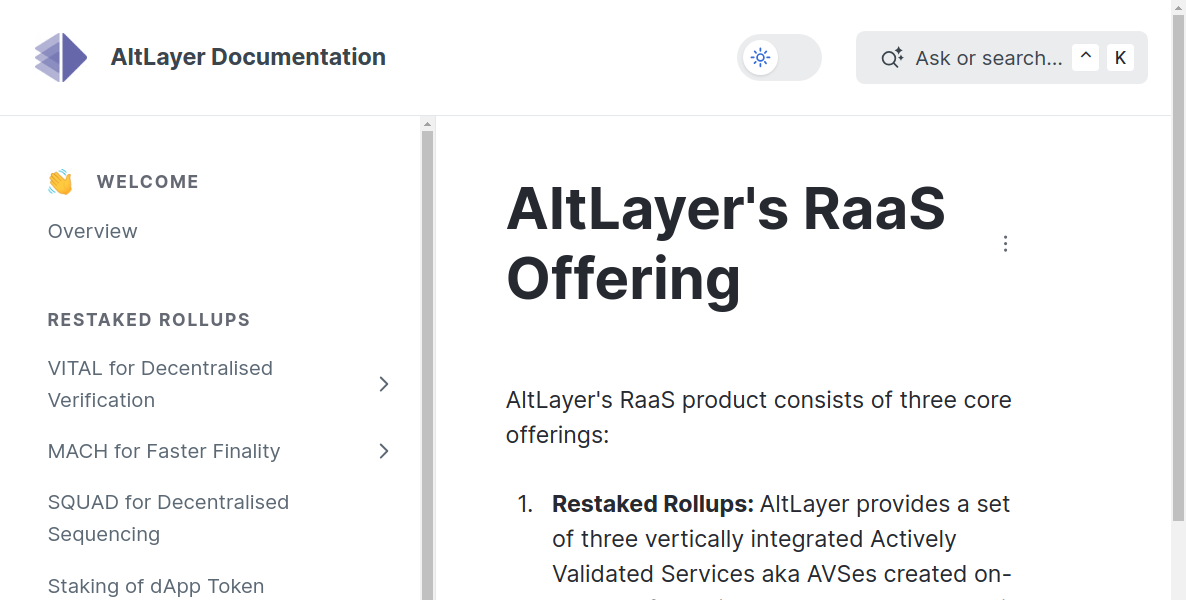 AltLayer Documentation
Ask or search... ^ K
👋 WELCOME
Overview
RESTAKED ROLLUPS
VITAL for Decentralised
Verification
MACH for Faster Finality
SQUAD for Decentralised
Sequencing
Staking of dApp Token
AltLayer's RaaS
Offering
AltLayer's RaaS product consists of three core
offerings:
1. Restaked Rollups: AltLayer provides a set
of three vertically integrated Actively
Validated Services aka AVSes created on-